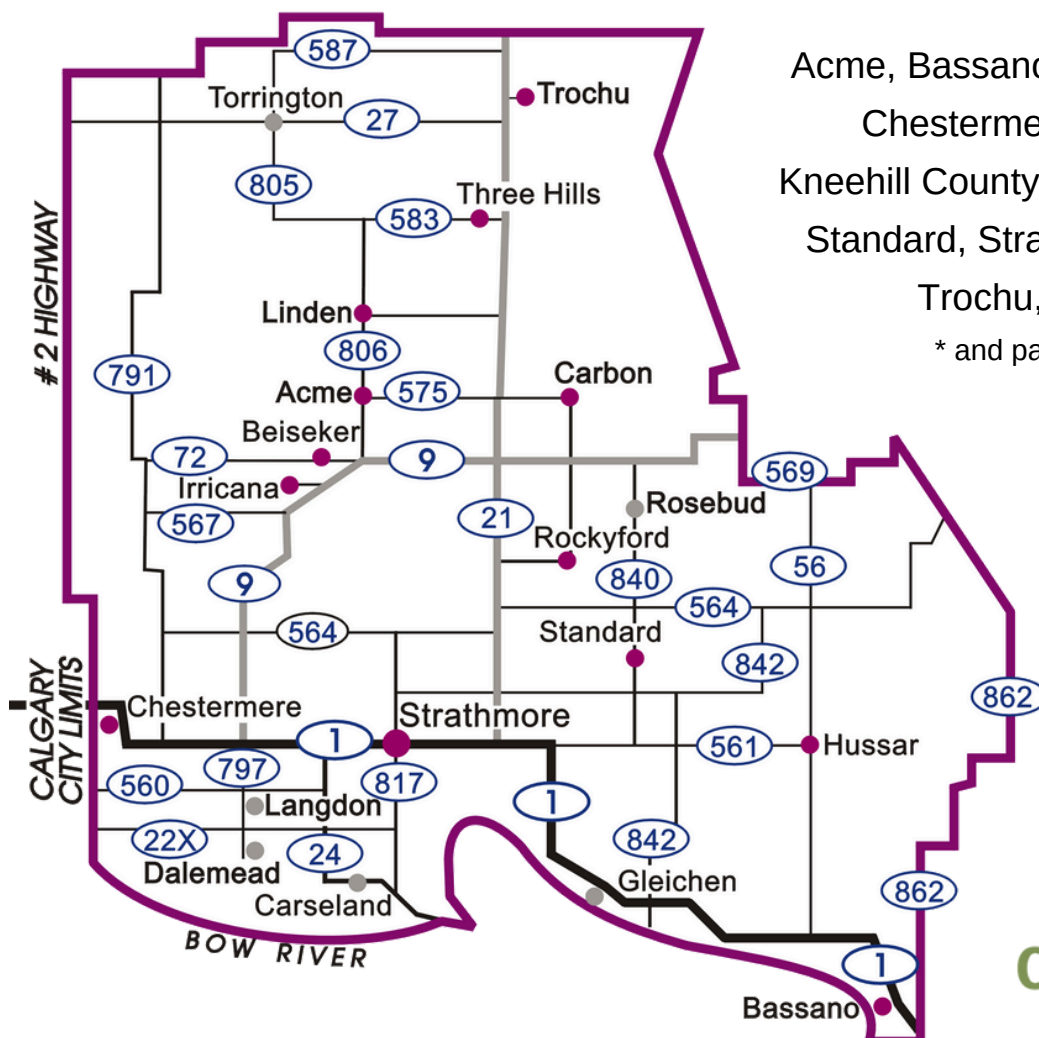 587
Acme, Bassano
Torrington
Trochu
27
Chesterme
805
Three Hills
Kneehill County
583
# 2 HIGHWAY
Standard, Stra
Linden
Trochu,
806
* and pa
791
Acme
575
Carbon
Beiseker
72
9
569
Irricana
Rosebud
567
21
Rockyford
56
9
840
564
564
Standard
842
CALGARY
CITY LIMITS
862
Chestermere
Strathmore
1
561
Hussar
797
560
817
Langdon
1
22X
24
842
Dalemead
Gleichen
862
Carseland
BOW RIVER
1
Bassano